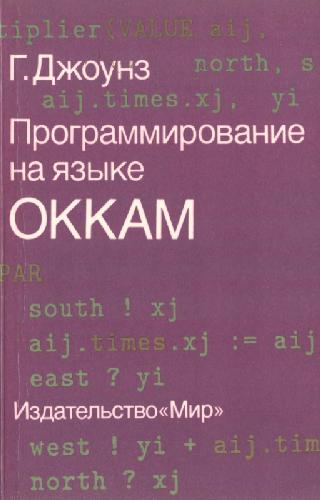 tiplier(VALUE aij,
Г.Джоунз
north, s
aij.times.xj, yi
Программирование
на языке
ОККАМ
PAR
south ! xj
aij.times.xj := aij
east ? yi
Издательство «Мир»
west ! yi + aij.tim
north ? xj